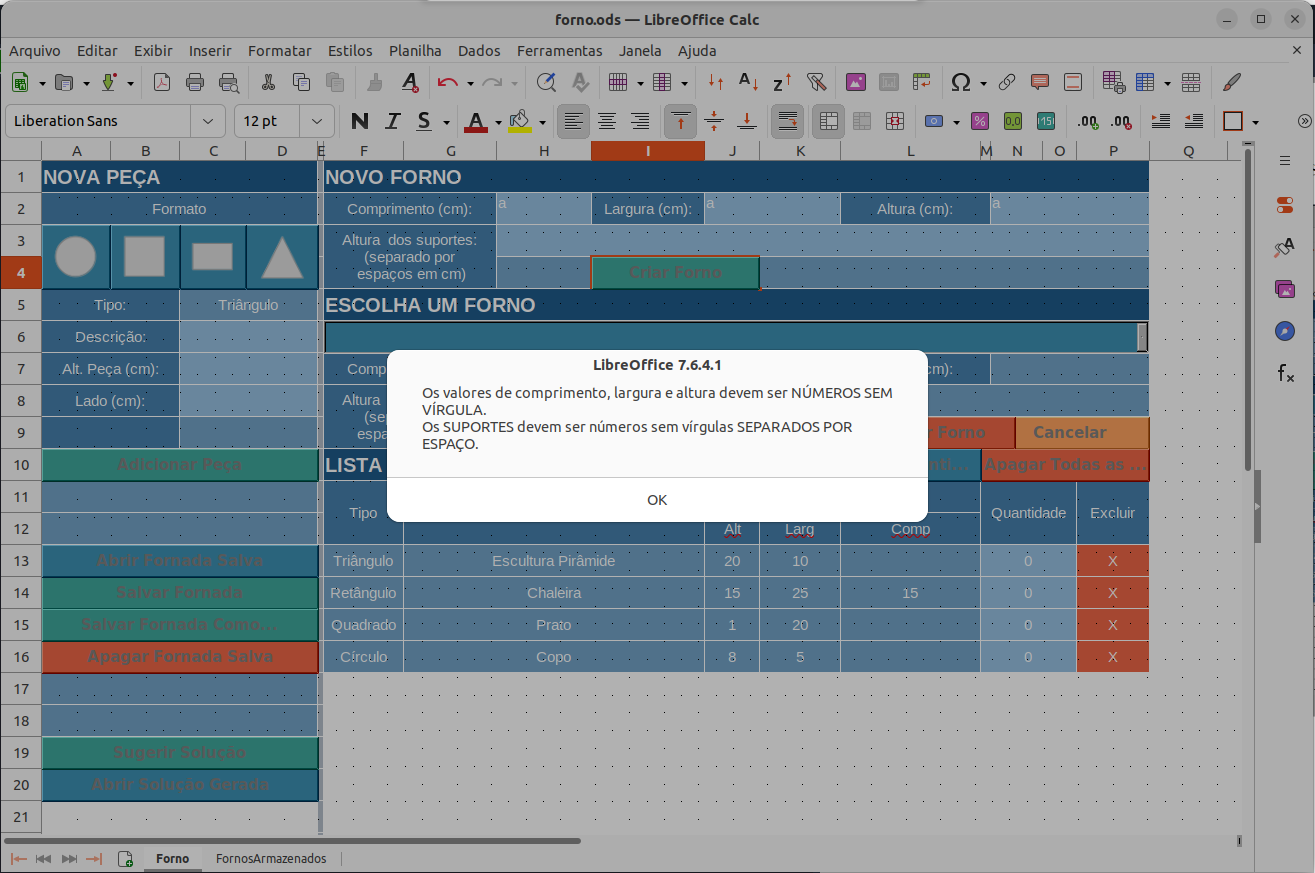 forno.ods — LibreOffice Calc
Arquivo Editar Exibir Inserir Formatar Estilos Planilha Dados Ferramentas Janela Ajuda
Liberation Sans 12 pt N I S A
A B C D E F G H I J K L M N O P Q
1 NOVA PEÇA NOVO FORNO
2 Formato Comprimento (cm): a Largura (cm): a Altura (cm): a
3 Altura dos suportes:
(separado por
4 espaços em cm) Criar Forno
5 Tipo: Triângulo ESCOLHA UM FORNO
6 Descrição:
LibreOffice 7.6.4.1
Os valores de comprimento, largura e altura devem ser NÚMEROS SEM
VÍRGULA.
Os SUPORTES devem ser números sem vírgulas SEPARADOS POR
ESPAÇO.
OK
7 Alt. Peça (cm): Comp cm):
8 Lado (cm): Altura
(se
9 espa Forno Cancelar
10 Adicionar Peça LISTA Apagar Todas as ...
11
Tipo Quantidade Excluir
12 Alt Larg Comp
13 Abrir Fornada Salva Triângulo Escultura Pirâmide 20 10 0 X
14 Salvar Fornada Retângulo Chaleira 15 25 15 0 X
15 Salvar Fornada Como... Quadrado Prato 1 20 0 X
16 Apagar Fornada Salva Círculo Copo 8 5 0 X
17
18
19 Sugerir Solução
20 Abrir Solução Gerada
21
Forno FornosArmazenados